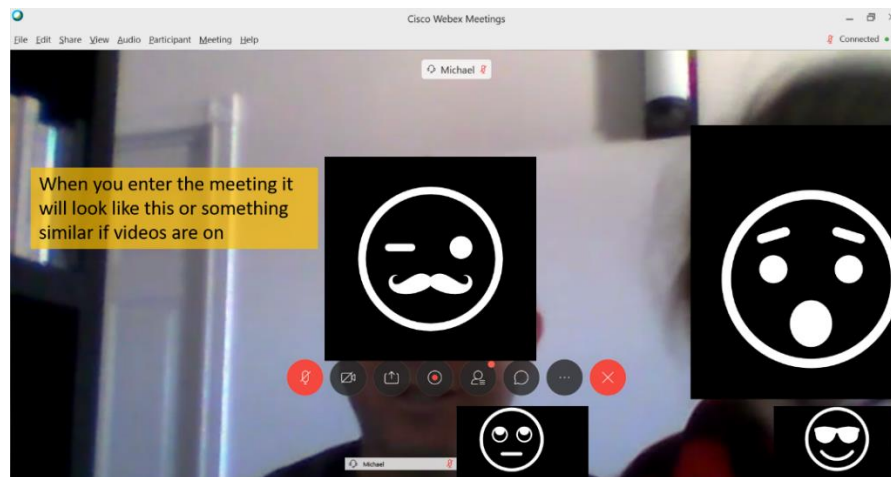 Cisco Webex Meetings
File Edit Share View Audio Participant Meeting Help
Connected
Michael
When you enter the meeting it
will look like this or something
similar if videos are on
Michael